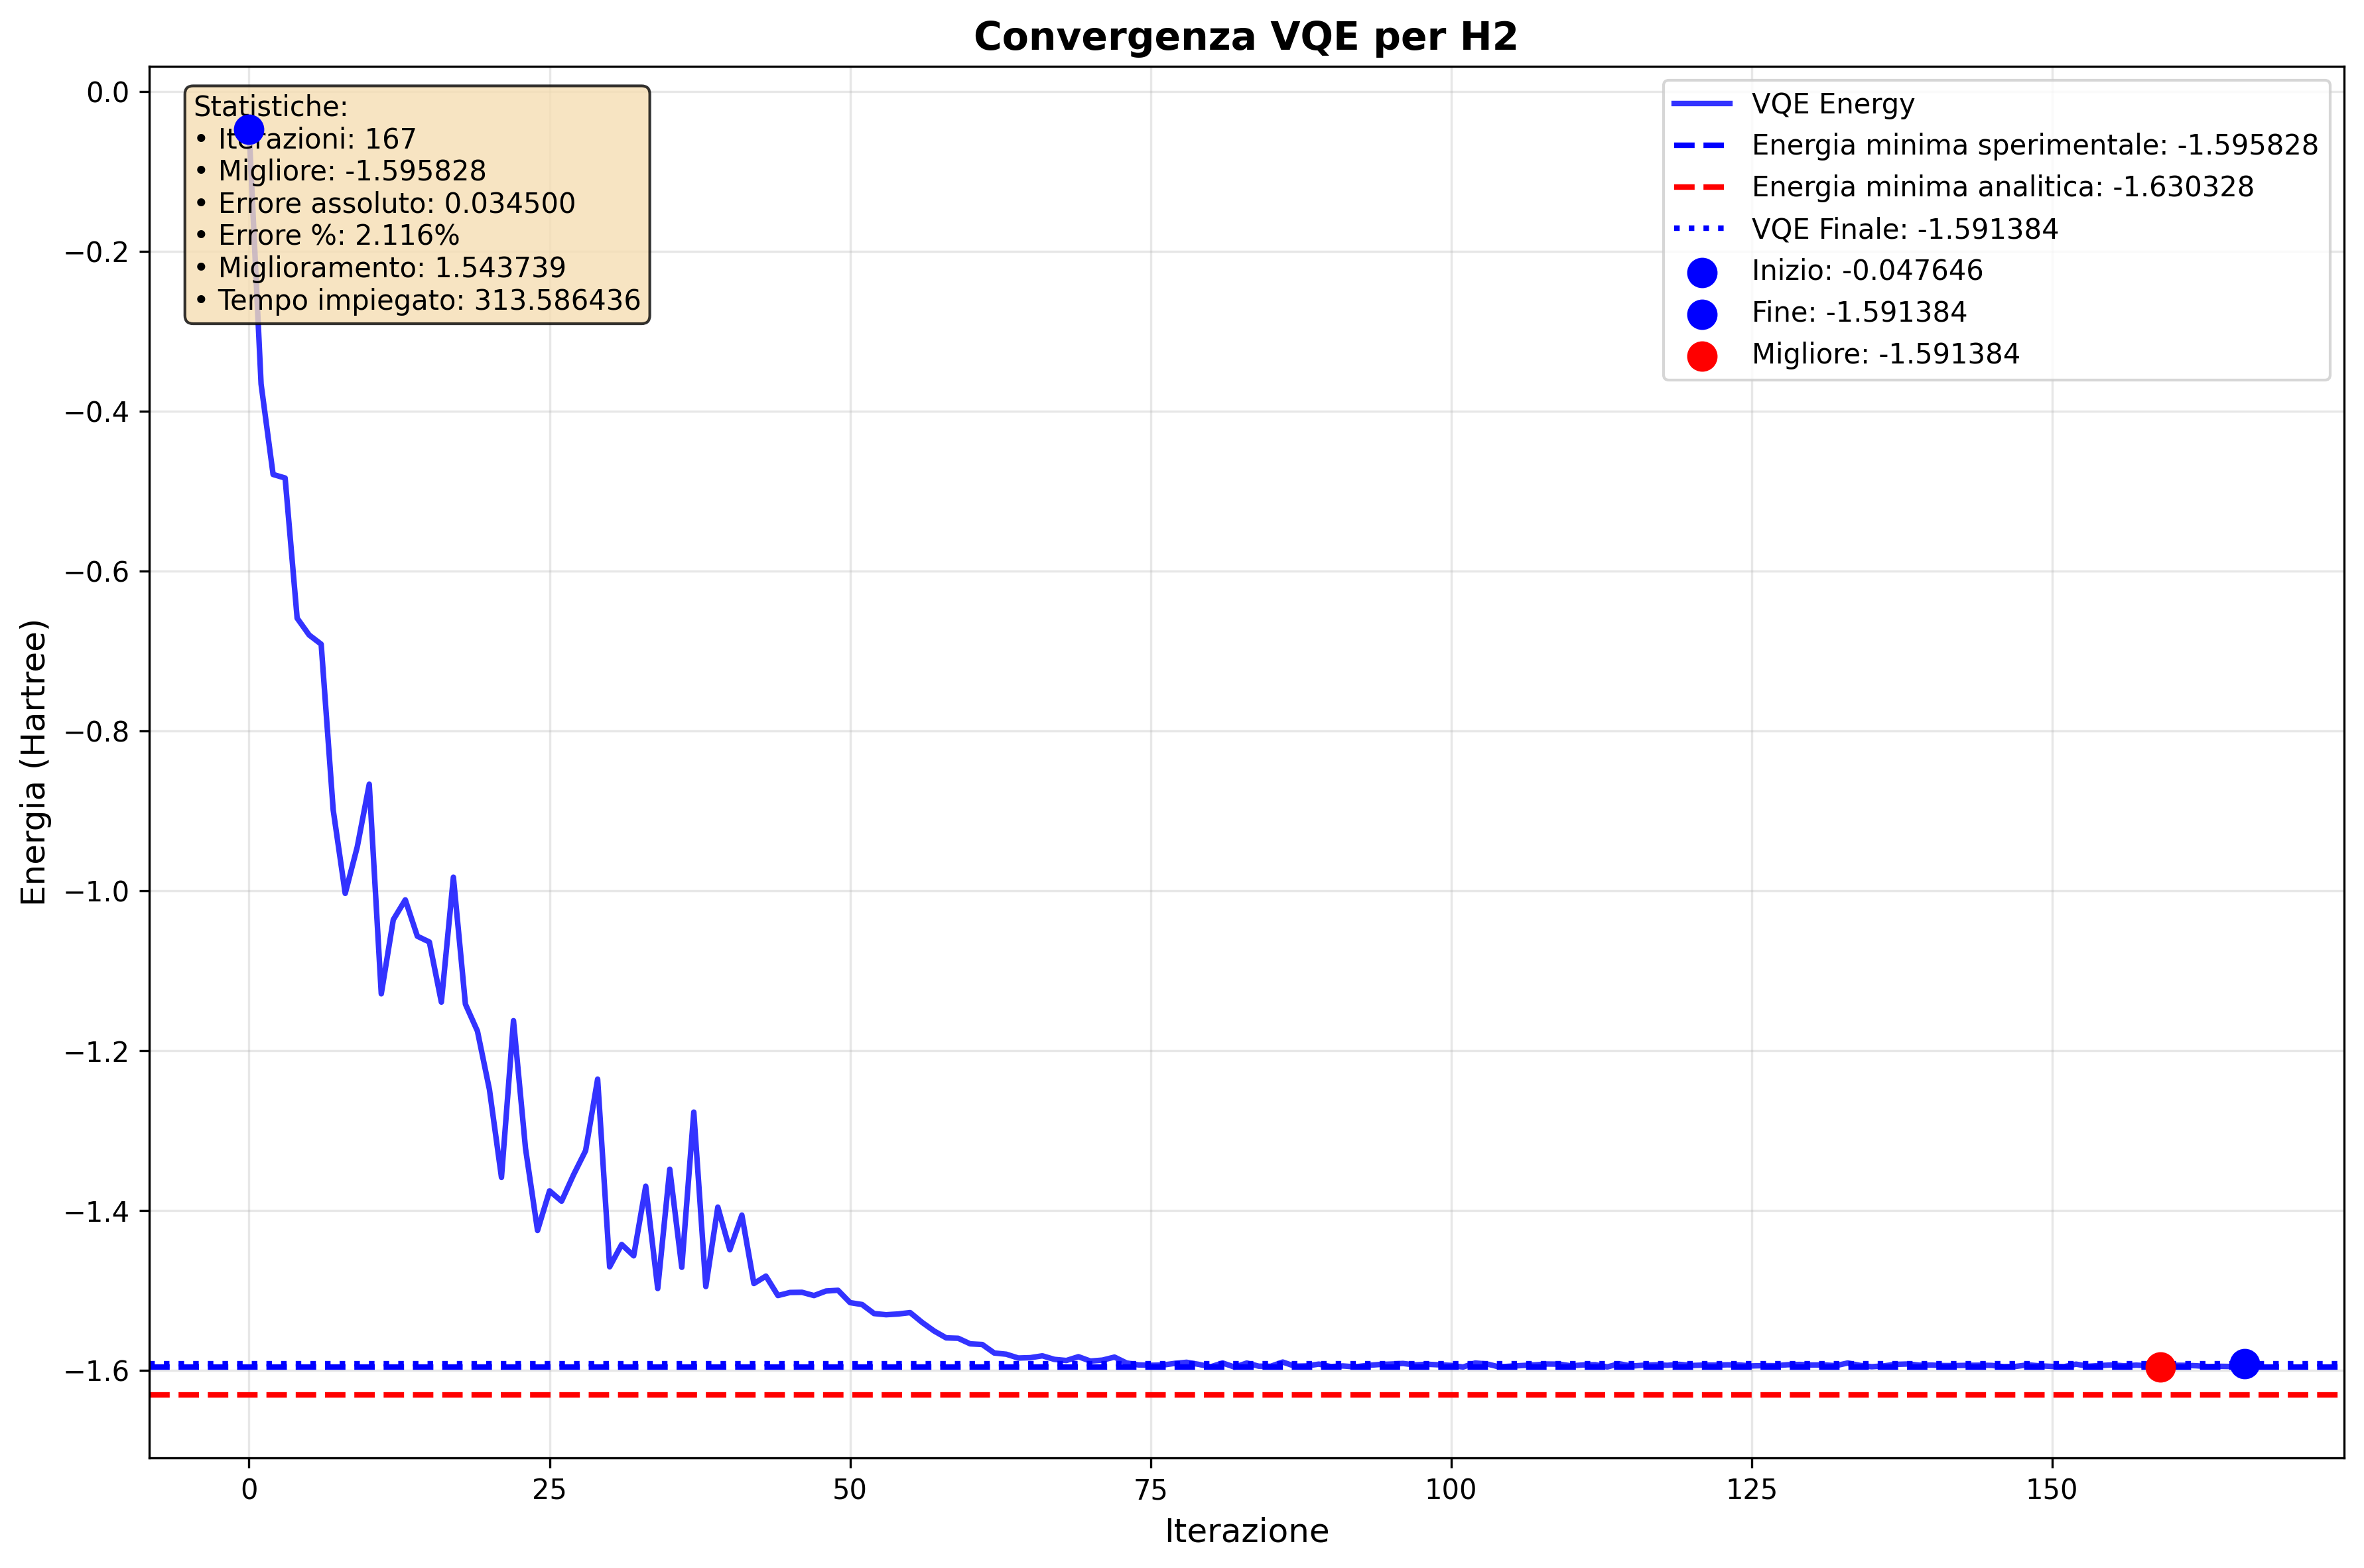 Convergenza VQE per H2
Statistiche:
• Iterazioni: 167
• Migliore: -1.595828
• Errore assoluto: 0.034500
• Errore %: 2.116%
• Miglioramento: 1.543739
• Tempo impiegato: 313.586436
VQE Energy
Energia minima sperimentale: -1.595828
Energia minima analitica: -1.630328
VQE Finale: -1.591384
Inizio: -0.047646
Fine: -1.591384
Migliore: -1.591384
Energia (Hartree)
0.0
−0.2
−0.4
−0.6
−0.8
−1.0
−1.2
−1.4
−1.6
0 25 50 75 100 125 150
Iterazione